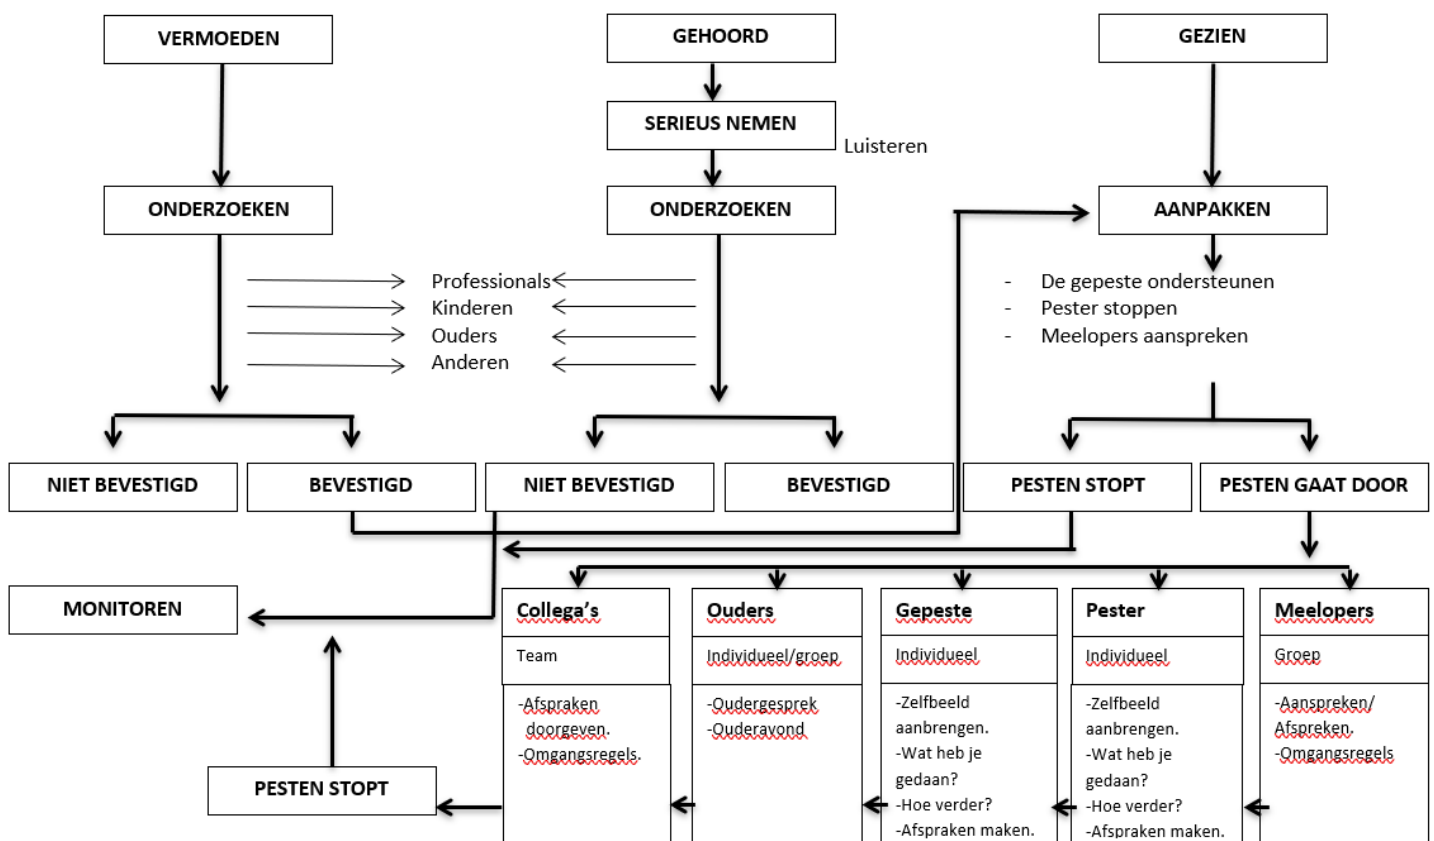 VERMOEDEN
GEHOORD
GEZIEN
SERIEUS NEMEN
Luisteren
ONDERZOEKEN
ONDERZOEKEN
AANPAKKEN
Professionals
Kinderen
Ouders
Anderen
- De gepeste ondersteunen
- Pester stoppen
- Meelopers aanspreken
NIET BEVESTIGD
BEVESTIGD
NIET BEVESTIGD
BEVESTIGD
PESTEN STOPT
PESTEN GAAT DOOR
MONITOREN
Collega's
Team
-Afspraken
doorgeven.
-Omgangsregels.
Ouders
Individueel/groep
-Oudergesprek
-Ouderavond
Gepeste
Individueel
-Zelfbeeld
aanbrengen.
-Wat heb je
gedaan?
-Hoe verder?
-Afspraken maken.
Pester
Individueel
-Zelfbeeld
aanbrengen.
-Wat heb je
gedaan?
-Hoe verder?
-Afspraken maken.
Meelopers
Groep
-Aanspreken/
Afspreken.
-Omgangsregels
PESTEN STOPT